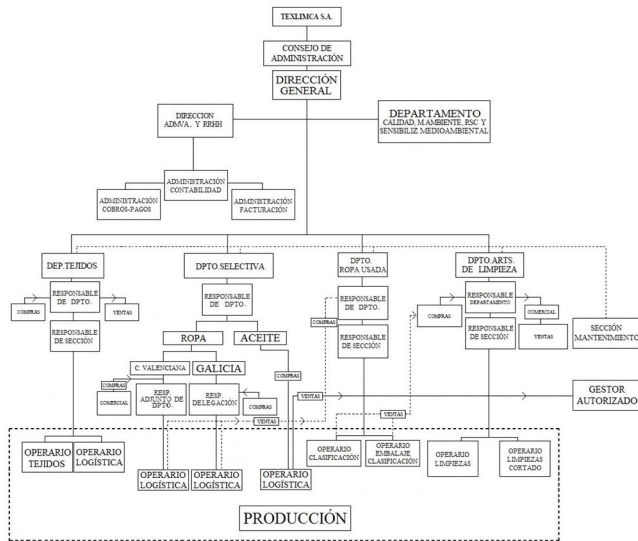 TEXLIMCA S.A.
CONSEJO DE
ADMINISTRACIÓN
DIRECCIÓN
GENERAL
DIRECCION
ADMVA. Y RRHH
DEPARTAMENTO
CALIDAD, M.AMBIENTE, RSC Y
SENSIBILIZ MEDIOAMBIENTAL
ADMINISTRACIÓN
CONTABILIDAD
ADMINISTRACIÓN
COBROS-PAGOS
ADMINISTRACIÓN
FACTURACIÓN
DEP.TEJIDOS
DPTO.SELECTIVA
DPTO.
ROPA USADA
DPTO.ARTS.
DE LIMPIEZA
RESPONSABLE
DE DPTO.
COMPRAS
VENTAS
RESPONSABLE
DE SECCIÓN
RESPONSABLE
DE DPTO.
ROPA
ACEITE
C. VALENCIANA
GALICIA
COMPRAS
COMERCIAL
RESP.
ADJUNTO DE
DPTO.
RESP.
DELEGACIÓN
COMPRAS
COMPRAS
VENTAS
RESPONSABLE
DE DPTO.
COMPRAS
RESPONSABLE
DE SECCIÓN
VENTAS
VENTAS
COMPRAS
RESPONSABLE
DEPARTAMENTO
COMERCIAL
RESPONSABLE
DE SECCIÓN
VENTAS
SECCIÓN
MANTENIMIENTO
GESTOR
AUTORIZADO
OPERARIO
TEJIDOS
OPERARIO
LOGÍSTICA
OPERARIO
LOGÍSTICA
OPERARIO
LOGÍSTICA
OPERARIO
LOGÍSTICA
OPERARIO
CLASIFICACIÓN
OPERARIO
EMBALAJE
CLASIFICACIÓN
OPERARIO
LIMPIEZAS
OPERARIO
LIMPIEZAS
CORTADO
PRODUCCIÓN